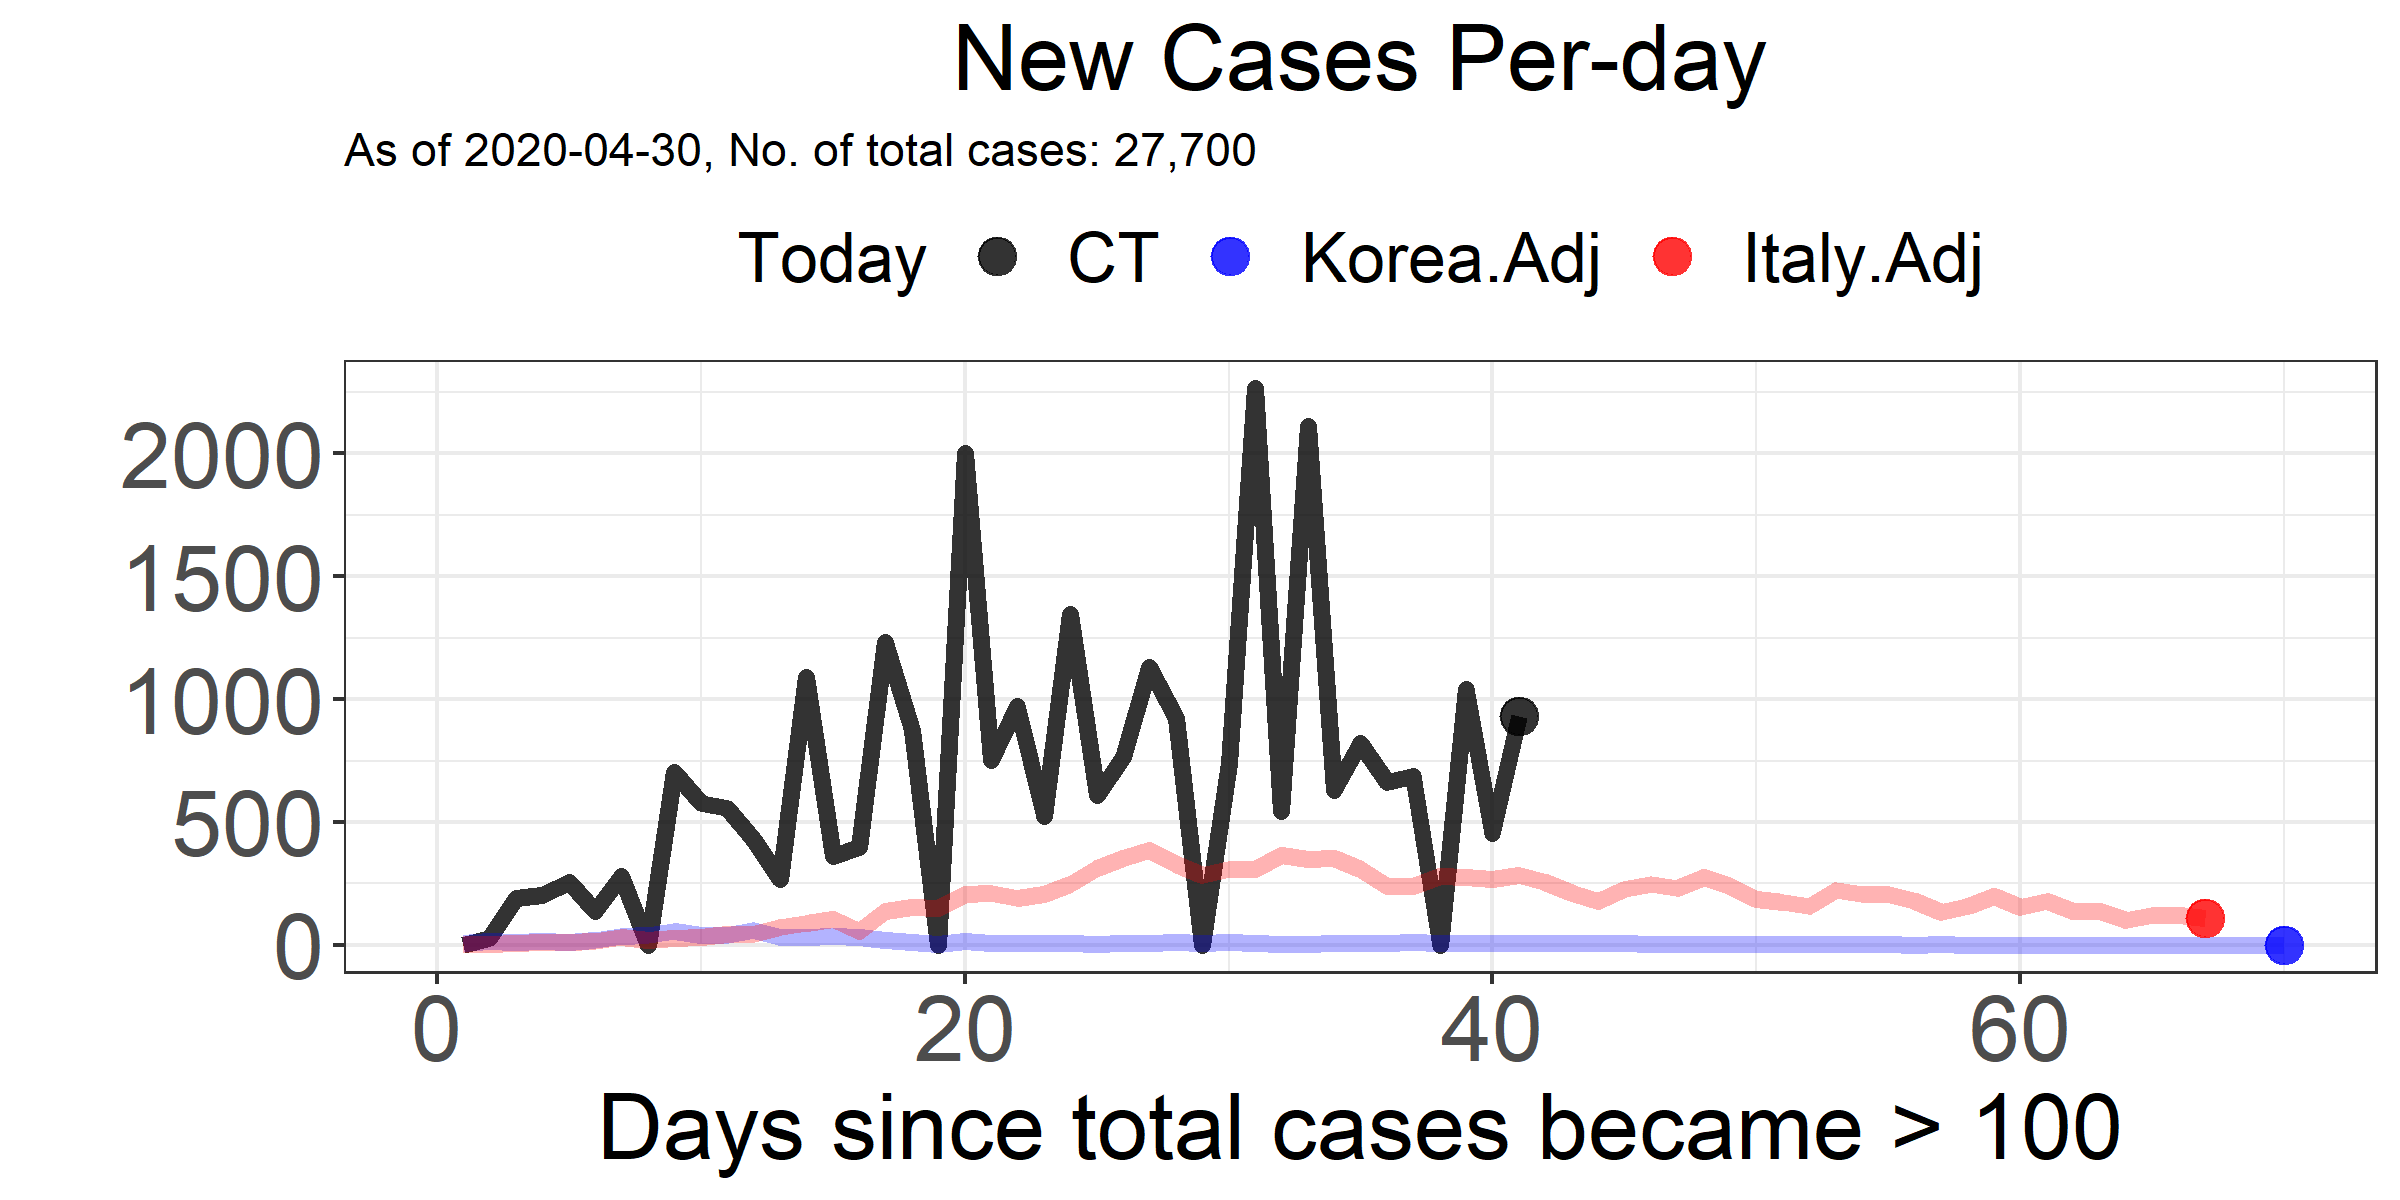 New Cases Per-day
As of 2020-04-30, No. of total cases: 27,700
Today CT Korea.Adj Italy.Adj
2000
1500
1000
500
0
0 20 40 60
Days since total cases became > 100